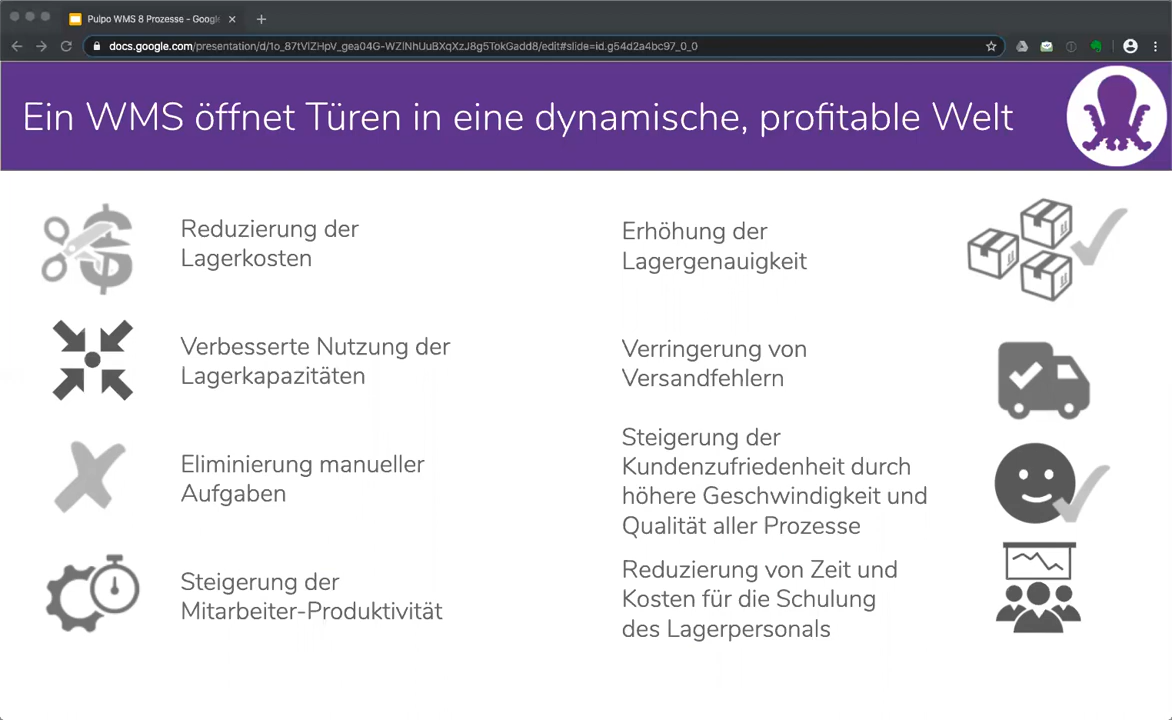 Pulpo WMS 8 Prozesse - Goog
docs.google.com/presentation/d/1o_87tVlZHpV_gea04G-WZlNhUuBXqXzJ8g5TokGadd8/edit#slide=id.g54d2a4bc97_0_0
Ein WMS öffnet Türen in eine dynamische, profitable Welt
Reduzierung der
Lagerkosten
Verbesserte Nutzung der
Lagerkapazitäten
Eliminierung manueller
Aufgaben
Steigerung der
Mitarbeiter-Produktivität
Erhöhung der
Lagergenauigkeit
Verringerung von
Versandfehlern
Steigerung der
Kundenzufriedenheit durch
höhere Geschwindigkeit und
Qualität aller Prozesse
Reduzierung von Zeit und
Kosten für die Schulung
des Lagerpersonals